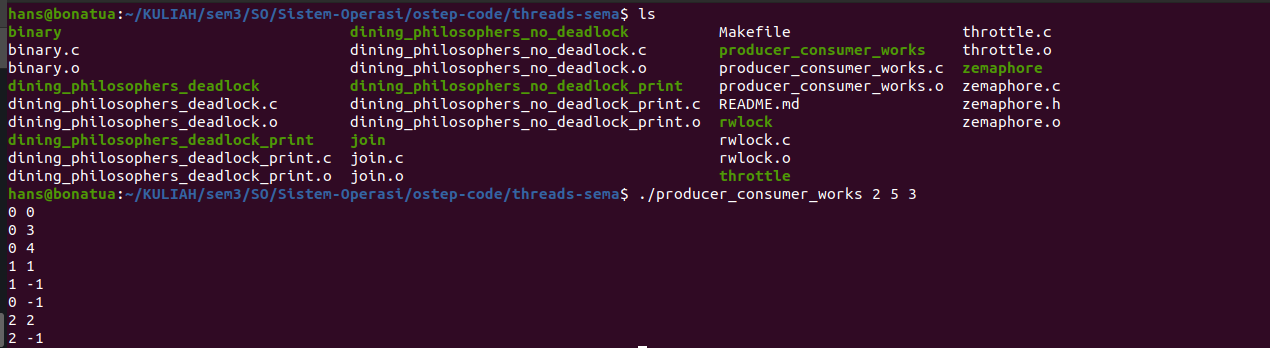 hans@bonatua:~/KULIAH/sem3/SO/Sistem-Operasi/ostep-code/threads-sema$ ls
binary dining_philosophers_no_deadlock Makefile throttle.c
binary.c dining_philosophers_no_deadlock.c producer_consumer_works throttle.o
binary.o dining_philosophers_no_deadlock.o producer_consumer_works.c zemaphore
dining_philosophers_deadlock dining_philosophers_no_deadlock_print producer_consumer_works.o zemaphore.c
dining_philosophers_deadlock.c dining_philosophers_no_deadlock_print.c README.md zemaphore.h
dining_philosophers_deadlock.o dining_philosophers_no_deadlock_print.o rwlock zemaphore.o
dining_philosophers_deadlock_print join rwlock.c
dining_philosophers_deadlock_print.c join.c rwlock.o
dining_philosophers_deadlock_print.o join.o throttle
hans@bonatua:~/KULIAH/sem3/SO/Sistem-Operasi/ostep-code/threads-sema$ ./producer_consumer_works 2 5 3
0 0
0 3
0 4
1 1
1 -1
0 -1
2 2
2 -1